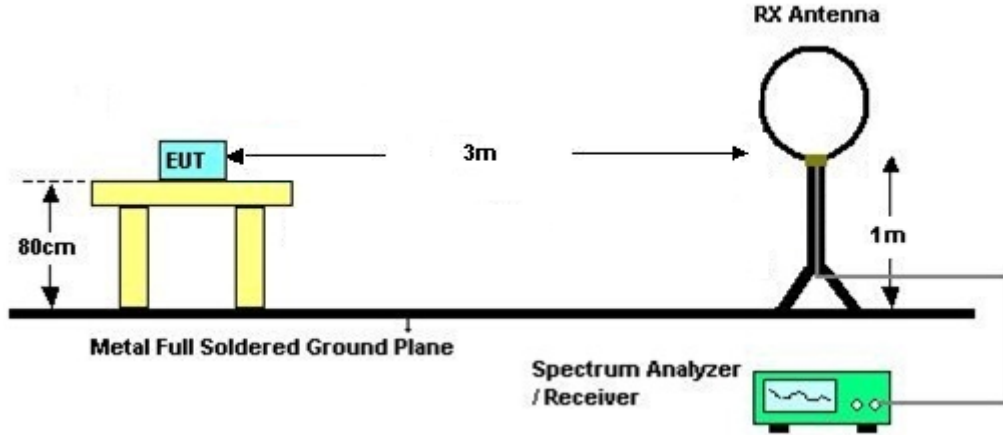 RX Antenna
EUT
3m
80cm
1m
Metal Full Soldered Ground Plane
Spectrum Analyzer
/ Receiver